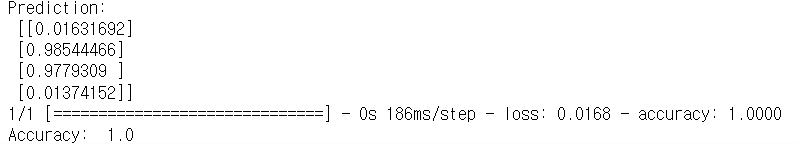 Prediction:
[[0.01631692]
[0.98544466]
[0.9779309 ]
[0.01374152]]
1/1 [==============================] - 0s 186ms/step - loss: 0.0168 - accuracy: 1.0000
Accuracy:  1.0